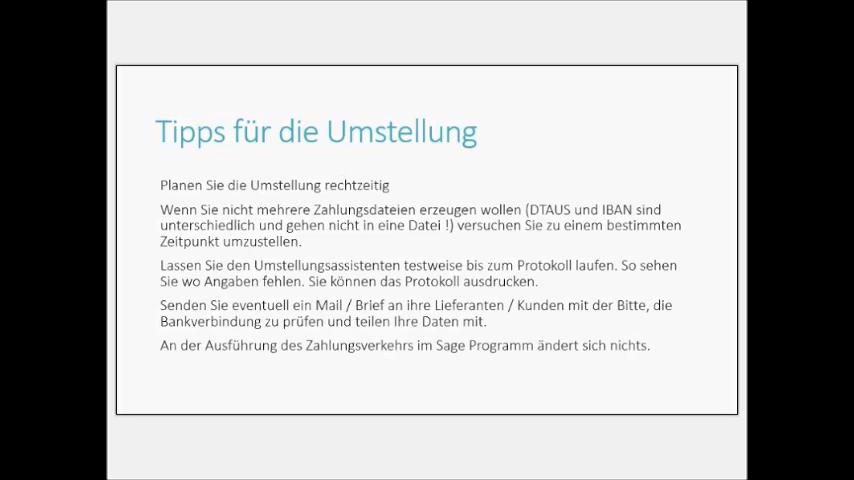 Tipps für die Umstellung
Planen Sie die Umstellung rechtzeitig
Wenn Sie nicht mehrere Zahlungsdateien erzeugen wollen (DTAUS und IBAN sind
unterschiedlich und gehen nicht in eine Datei !) versuchen Sie zu einem bestimmten
Zeitpunkt umzustellen.
Lassen Sie den Umstellungsassistenten testweise bis zum Protokoll laufen. So sehen
Sie wo Angaben fehlen. Sie können das Protokoll ausdrucken.
Senden Sie eventuell ein Mail / Brief an ihre Lieferanten / Kunden mit der Bitte, die
Bankverbindung zu prüfen und teilen Ihre Daten mit.
An der Ausführung des Zahlungsverkehrs im Sage Programm ändert sich nichts.